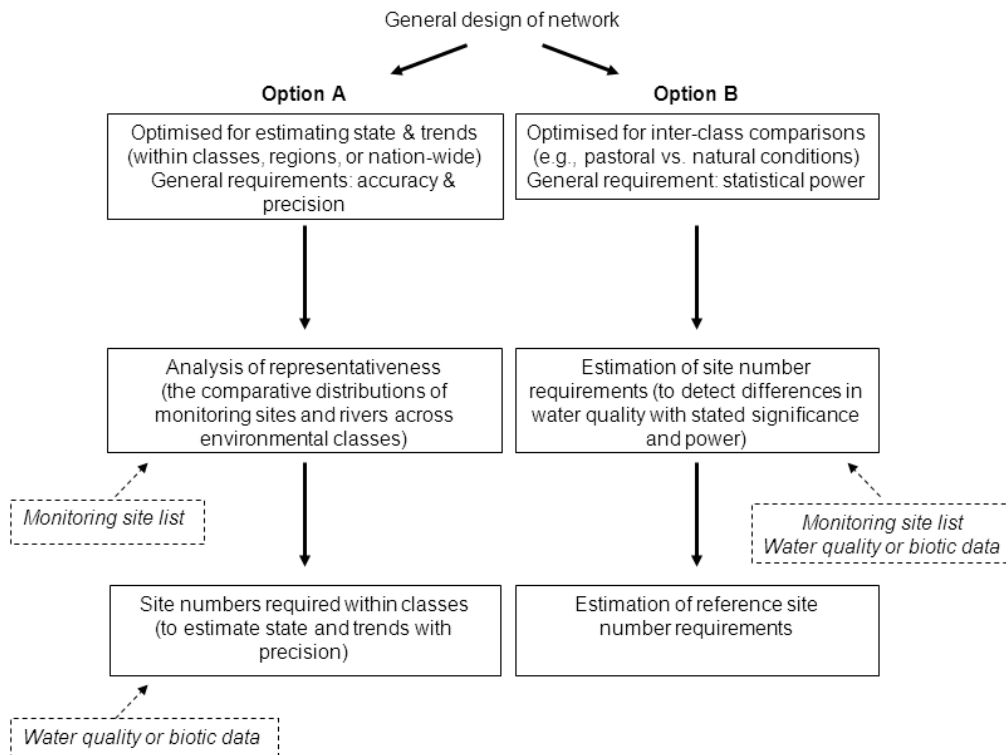 General design of network
Option A
Optimised for estimating state & trends
(within classes, regions, or nation-wide)
General requirements: accuracy &
precision
Option B
Optimised for inter-class comparisons
(e.g., pastoral vs. natural conditions)
General requirement: statistical power
Analysis of representativeness
(the comparative distributions of
monitoring sites and rivers across
environmental classes)
Estimation of site number
requirements (to detect differences in
water quality with stated significance
and power)
Monitoring site list
Monitoring site list
Water quality or biotic data
Site numbers required within classes
(to estimate state and trends with
precision)
Estimation of reference site
number requirements
Water quality or biotic data